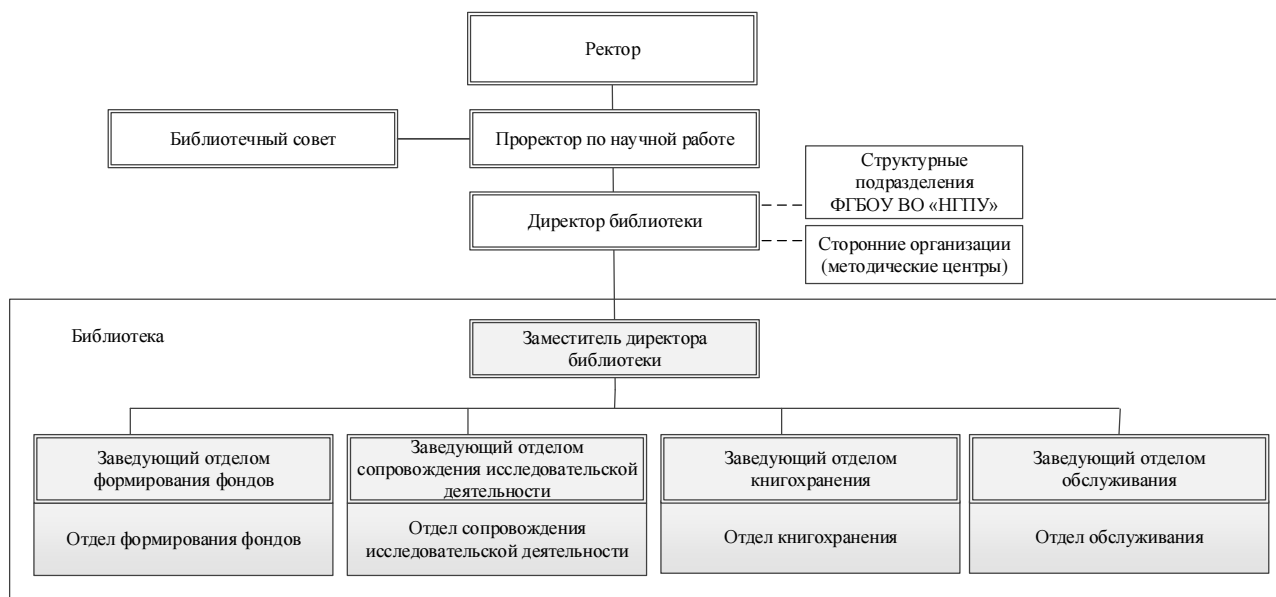 Ректор
Библиотечный совет
Проректор по научной работе
Структурные
подразделения
ФГБОУ ВО «НГПУ»
Директор библиотеки
Сторонние организации
(методические центры)
Библиотека
Заместитель директора
библиотеки
Заведующий отделом
формирования фондов
Заведующий отделом
сопровождения исследовательской
деятельности
Заведующий отделом
книгохранения
Заведующий отделом
обслуживания
Отдел формирования фондов
Отдел сопровождения
исследовательской деятельности
Отдел книгохранения
Отдел обслуживания